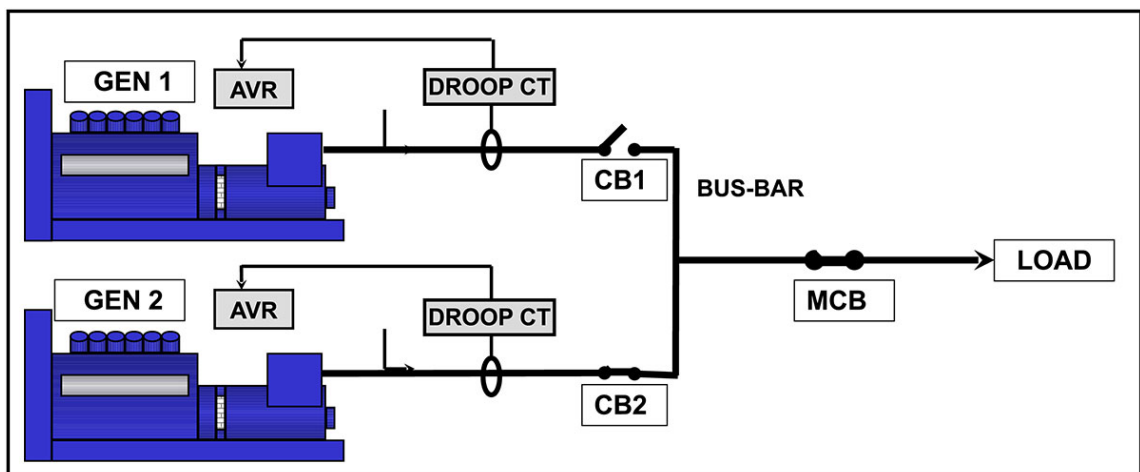 GEN 1
AVR
DROOP CT
CB1
BUS-BAR
LOAD
MCB
GEN 2
AVR
DROOP CT
CB2